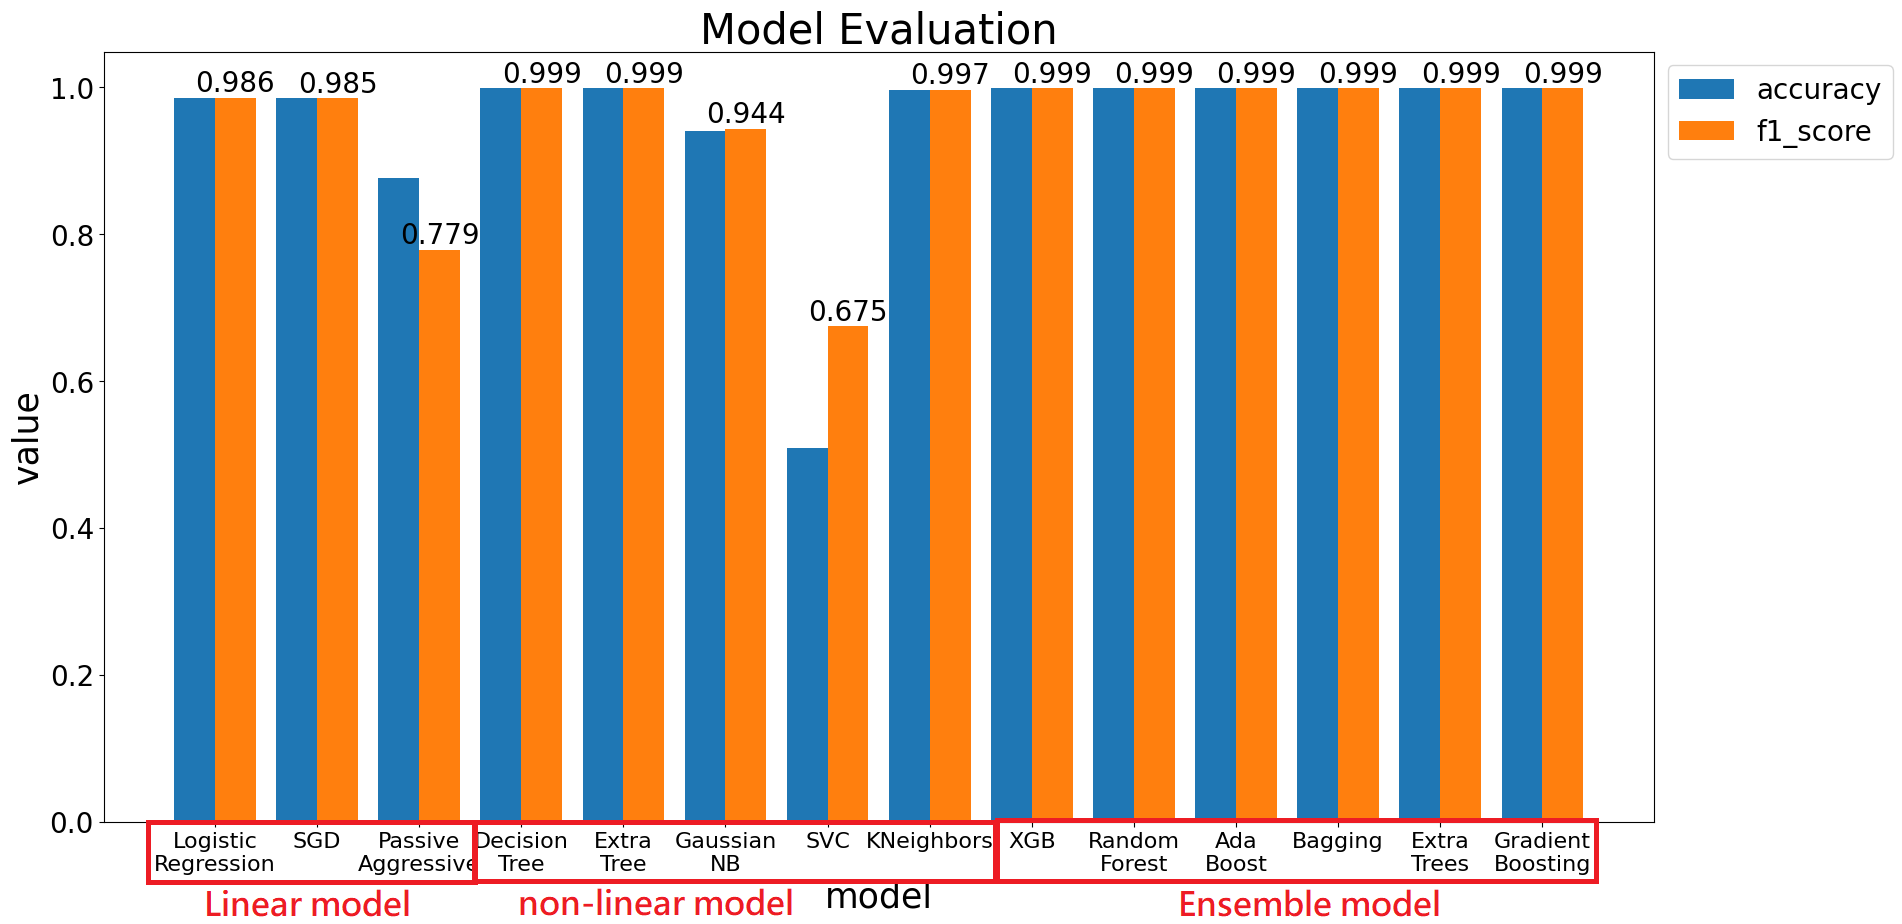 Model Evaluation
accuracy
f1_score
0.986 0.985 0.779 0.999 0.999 0.944 0.675 0.997 0.999 0.999 0.999 0.999 0.999 0.999
1.0
0.8
0.6
0.4
0.2
0.0
value
Logistic
Regression
SGD
Passive
Aggressive
Decision
Tree
Extra
Tree
Gaussian
NB
SVC
KNeighbors
XGB
Random
Forest
Ada
Boost
Bagging
Extra
Trees
Gradient
Boosting
model
Linear model
non-linear model
Ensemble model